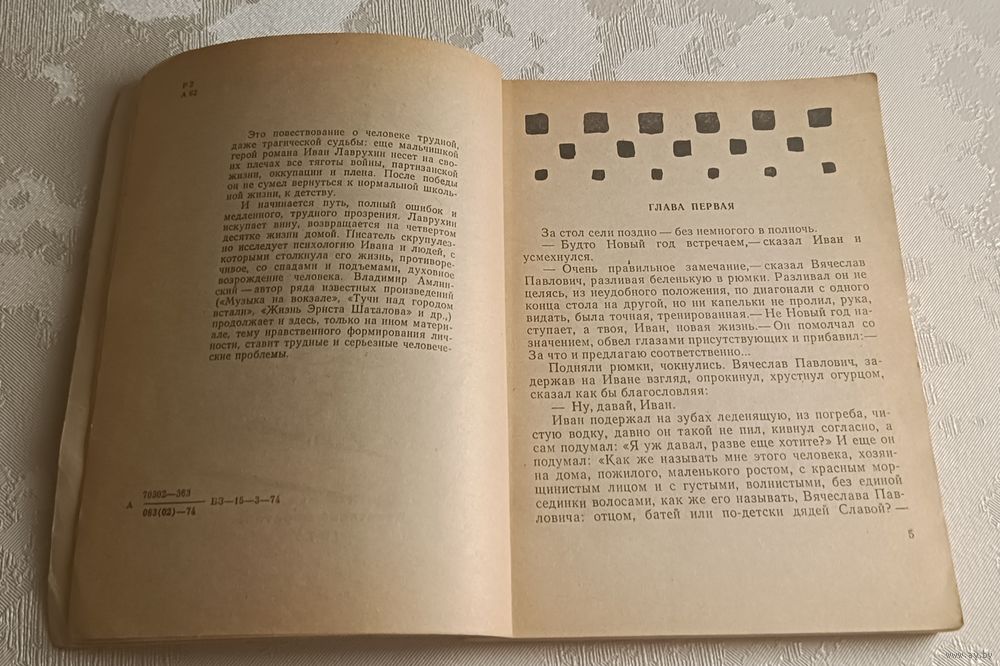 Р 2
А 62
Это повествование о человеке трудной,
даже трагической судьбы: еще мальчишкой
герой романа Иван Лаврухин несет на сво-
их плечах все тяготы войны, партизанской
жизни, оккупации и плена. После победы
он не сумел вернуться к нормальной школь-
ной жизни, к детству.
И начинается путь, полный ошибок и
медленного, трудного прозрения. Лаврухин
искупает вину, возвращается на четвертом
десятке жизни домой. Писатель скрупулез-
но исследует психологию Ивана и людей, с
которыми столкнула его жизнь, противоре-
чивое, со спадами и подъемами, духовное
возрождение человека. Владимир Амлин-
ский — автор ряда известных произведений
(«Музыка на вокзале», «Тучи над городом
встали», «Жизнь Эрнста Шаталова» и др.,)
продолжает и здесь, только на ином матери-
але, тему нравственного формирования лич-
ности, ставит трудные и серьезные человече-
ские проблемы.
70302—363
А БЗ—15—3—74
083(02)—74
ГЛАВА ПЕРВАЯ
За стол сели поздно — без немногого в полночь.
— Будто Новый год встречаем,— сказал Иван и
усмехнулся.
— Очень правильное замечание,— сказал Вячеслав
Павлович, разливая беленькую в рюмки. Разливал он не
целясь, из неудобного положения, по диагонали с одного
конца стола на другой, но ни капельки не пролил, рука,
видать, была точная, тренированная.— Не Новый год на-
ступает, а твоя, Иван, новая жизнь.— Он помолчал со
значением, обвел глазами присутствующих и прибавил:—
За что и предлагаю соответственно...
Подняли рюмки, чокнулись. Вячеслав Павлович, за-
держав на Иване взгляд, опрокинул, хрустнул огурцом,
сказал как бы благословляя:
— Ну, давай, Иван.
Иван подержал на зубах леденящую, из погреба, чи-
стую водку, давно он такой не пил, кивнул согласно, а
сам подумал: «Я уж давал, разве еще хотите?» И еще он
подумал: «Как же называть мне этого человека, хозяи-
на дома, пожилого, маленького ростом, с красным мор-
щинистым лицом и с густыми, волнистыми, без единой
сединки волосами, как же его называть, Вячеслава Пав-
ловича: отцом, батей или по-детски дядей Славой? —
5
www.ay.by